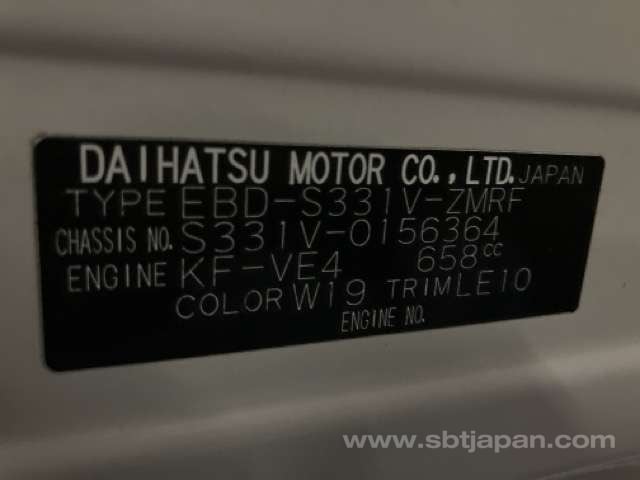 DAIHATSU MOTOR CO., LTD. JAPAN
TYPE EBD-S331V-ZMRF
CHASSIS NO. S331V-0156364
ENGINE KF-VE4 658cc
COLOR W19 TRIM LE10
ENGINE NO.
www.sbtjapan.com